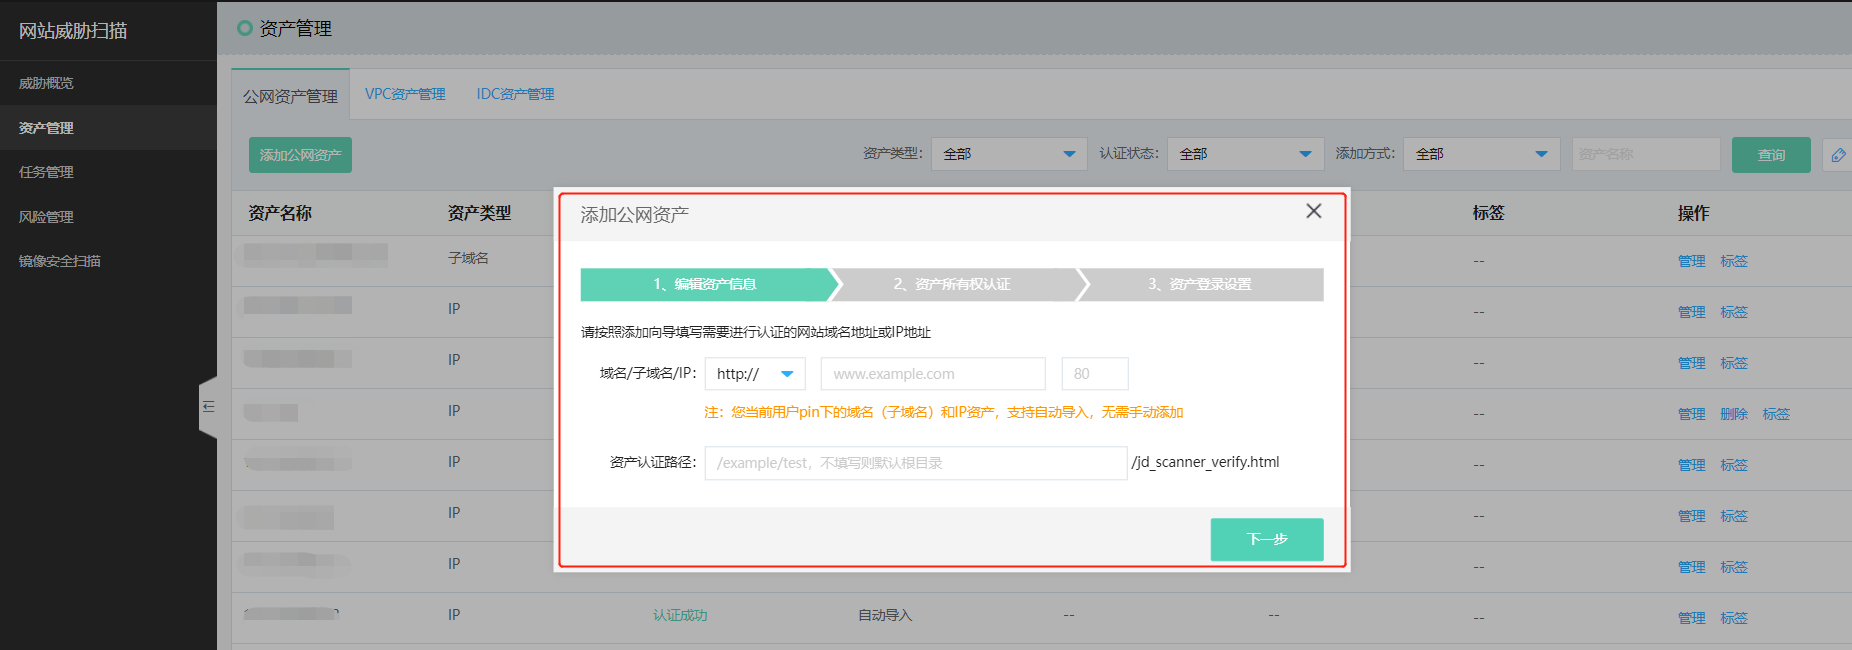 网站威胁扫描
威胁概览
资产管理
任务管理
风险管理
镜像安全扫描
资产管理
公网资产管理 VPC资产管理 IDC资产管理
添加公网资产 资产类型: 全部 认证状态: 全部 添加方式: 全部 资产名称 查询
资产名称 资产类型 标签 操作
子域名 -- 管理 标签
IP -- 管理 标签
IP -- 管理 标签
IP -- 管理 删除 标签
IP -- 管理 标签
IP -- 管理 标签
IP -- 管理 标签
IP 认证成功 自动导入 -- -- -- 管理 标签
添加公网资产
1、编辑资产信息 2、资产所有权认证 3、资产登录设置
请按照添加向导填写需要进行认证的网站域名地址或IP地址
域名/子域名/IP: http:// www.example.com 80
注：您当前用户pin下的域名（子域名）和IP资产，支持自动导入，无需手动添加
资产认证路径: /example/test，不填写则默认根目录 /jd_scanner_verify.html
下一步